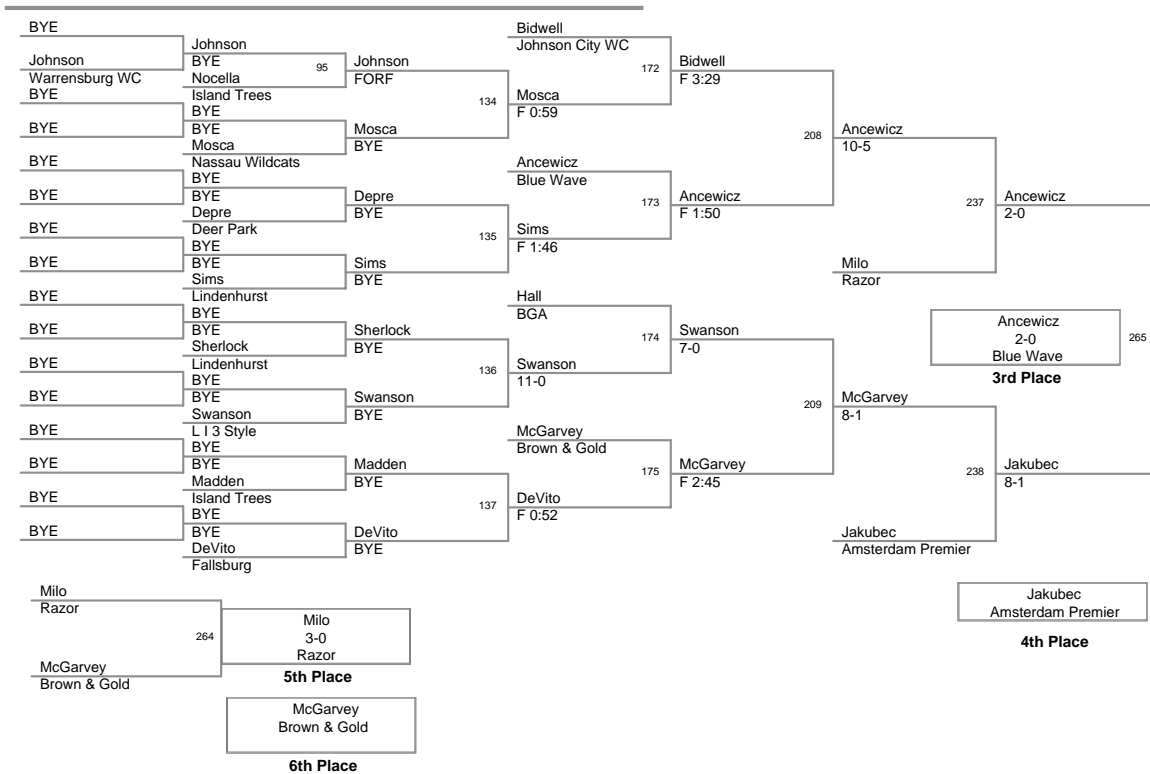 BYE
Johnson
Warrensburg WC
BYE
BYE
BYE
BYE
BYE
BYE
BYE
BYE
BYE
BYE
BYE
BYE
BYE
BYE
Johnson
BYE
Nocella
Island Trees
BYE
BYE
Mosca
Nassau Wildcats
BYE
BYE
Depre
Deer Park
BYE
BYE
Sims
Lindenhurst
BYE
BYE
Sherlock
Lindenhurst
BYE
BYE
Swanson
L I 3 Style
BYE
BYE
Madden
Island Trees
BYE
BYE
DeVito
Fallsburg
95
Johnson
FORF
Mosca
BYE
Depre
BYE
Sims
BYE
Sherlock
BYE
Swanson
BYE
Madden
BYE
DeVito
BYE
134
135
136
137
Bidwell
Johnson City WC
Mosca
F 0:59
Ancewicz
Blue Wave
Sims
F 1:46
Hall
BGA
Swanson
11-0
McGarvey
Brown & Gold
DeVito
F 0:52
172
173
174
175
Bidwell
F 3:29
Ancewicz
F 1:50
Swanson
7-0
McGarvey
F 2:45
208
209
Ancewicz
10-5
Milo
Razor
McGarvey
8-1
Jakubec
Amsterdam Premier
237
238
Ancewicz
2-0
Jakubec
8-1
Ancewicz
2-0
Blue Wave
265
3rd Place
Jakubec
Amsterdam Premier
4th Place
Milo
Razor
McGarvey
Brown & Gold
264
Milo
3-0
Razor
5th Place
McGarvey
Brown & Gold
6th Place